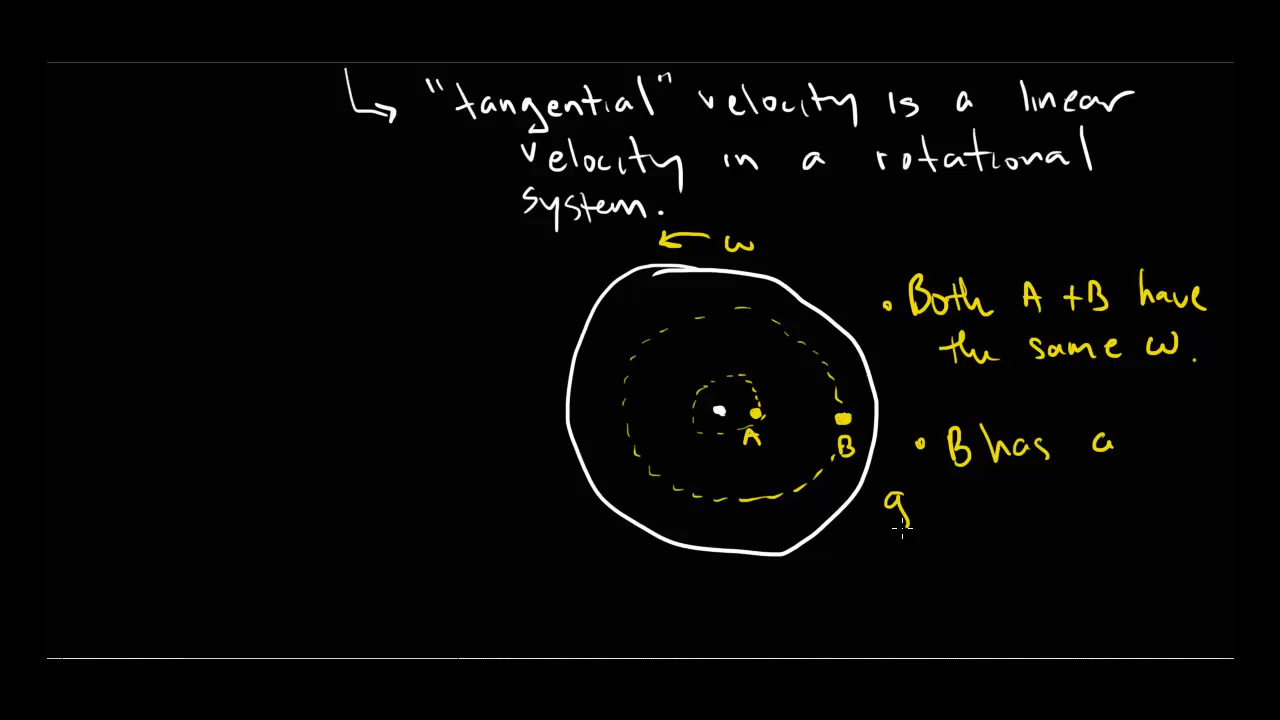 "tangential" velocity is a linear
velocity in a rotational
system.
ω
• Both A + B have
the same ω.
A
B
• B has a
g